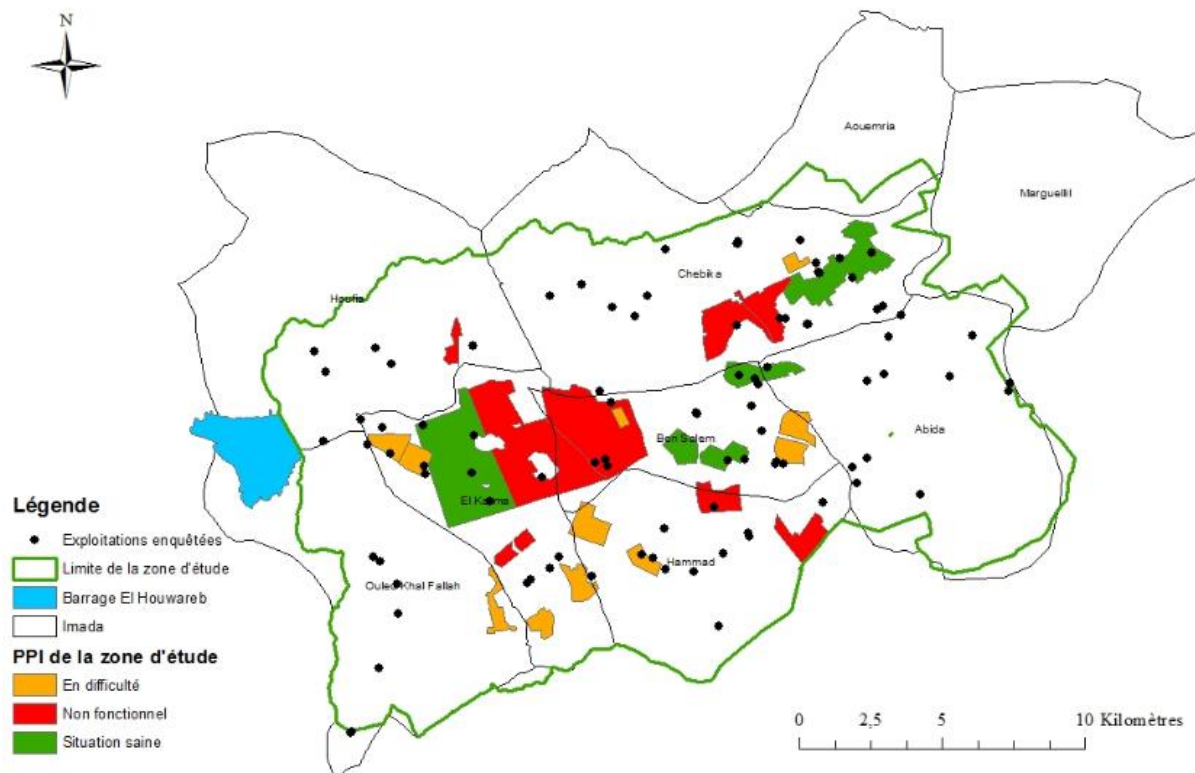 N
Aouemria
Marguellil
Chebika
Houfia
Ben Salem
Abida
El Karma
Hammad
Ouled Khal Fallah
Légende
Exploitations enquêtées
Limite de la zone d'étude
Barrage El Houwareb
Imada
PPI de la zone d'étude
En difficulté
Non fonctionnel
Situation saine
0 2,5 5 10 Kilomètres